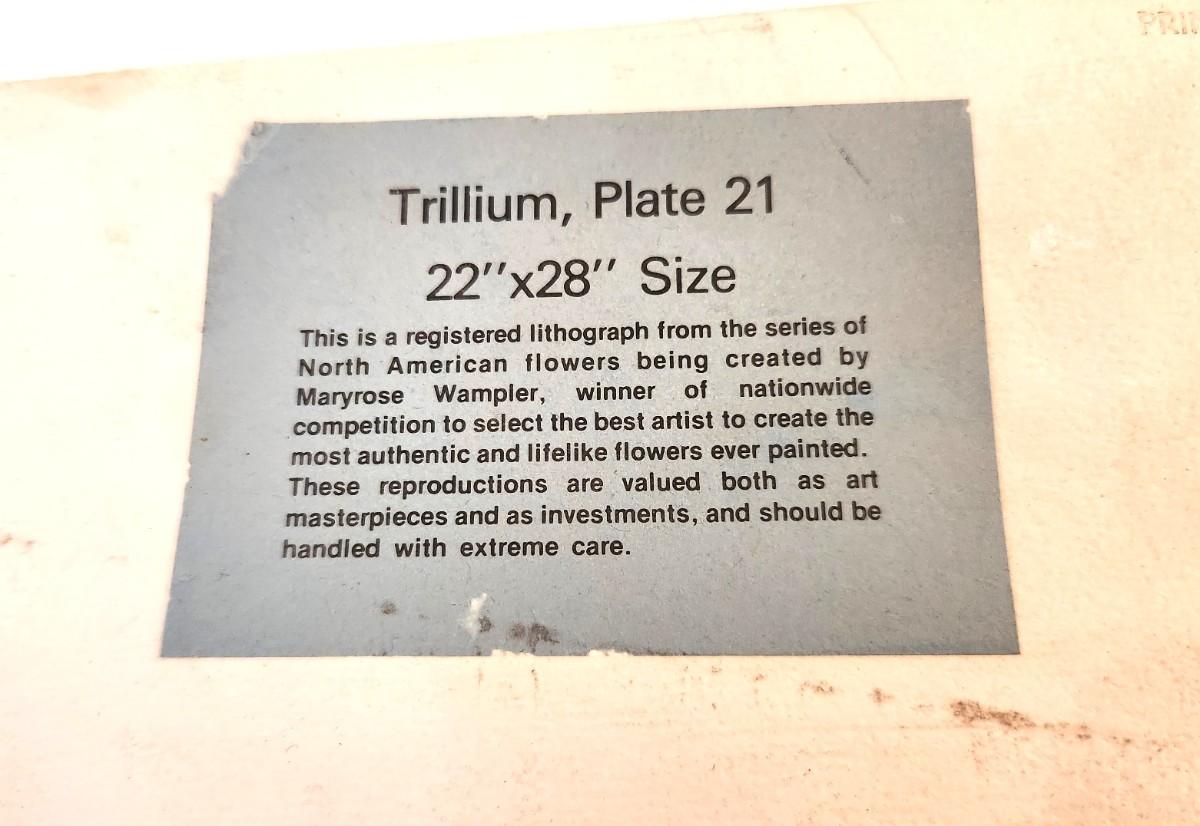 Trillium, Plate 21
22"x28" Size
This is a registered lithograph from the series of
North American flowers being created by
Maryrose Wampler, winner of nationwide
competition to select the best artist to create the
most authentic and lifelike flowers ever painted.
These reproductions are valued both as art
masterpieces and as investments, and should be
handled with extreme care.